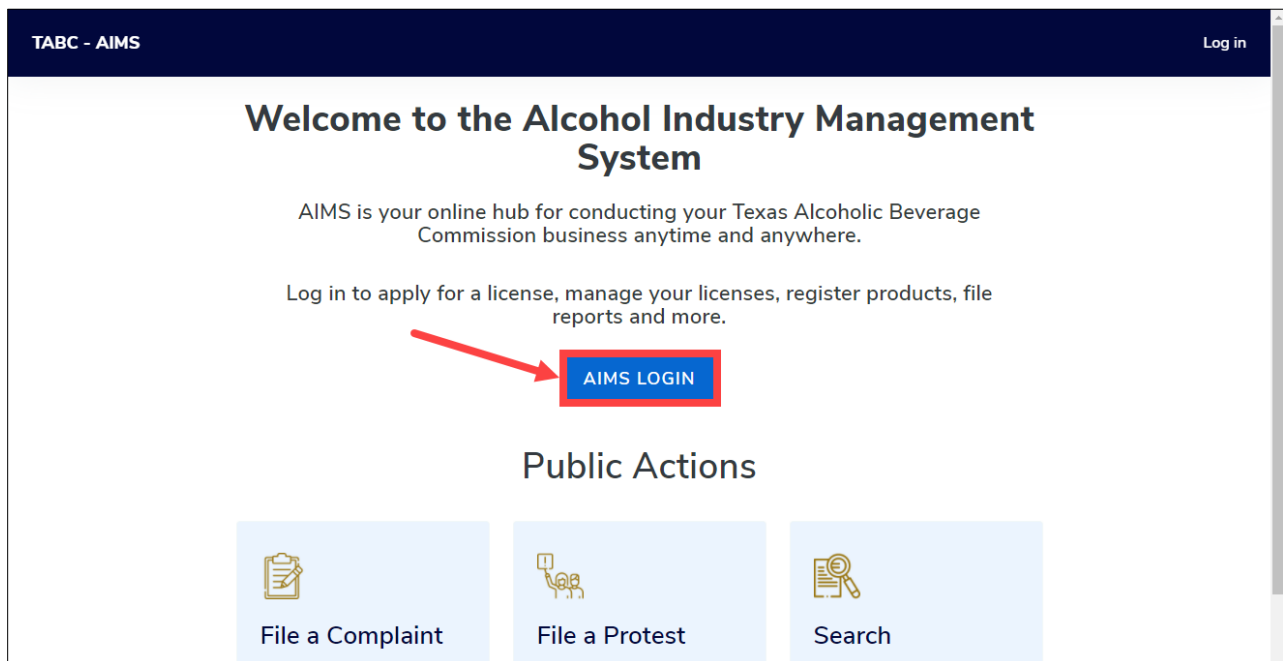 TABC - AIMS
Log in
Welcome to the Alcohol Industry Management
System
AIMS is your online hub for conducting your Texas Alcoholic Beverage
Commission business anytime and anywhere.
Log in to apply for a license, manage your licenses, register products, file
reports and more.
AIMS LOGIN
Public Actions
File a Complaint
File a Protest
Search